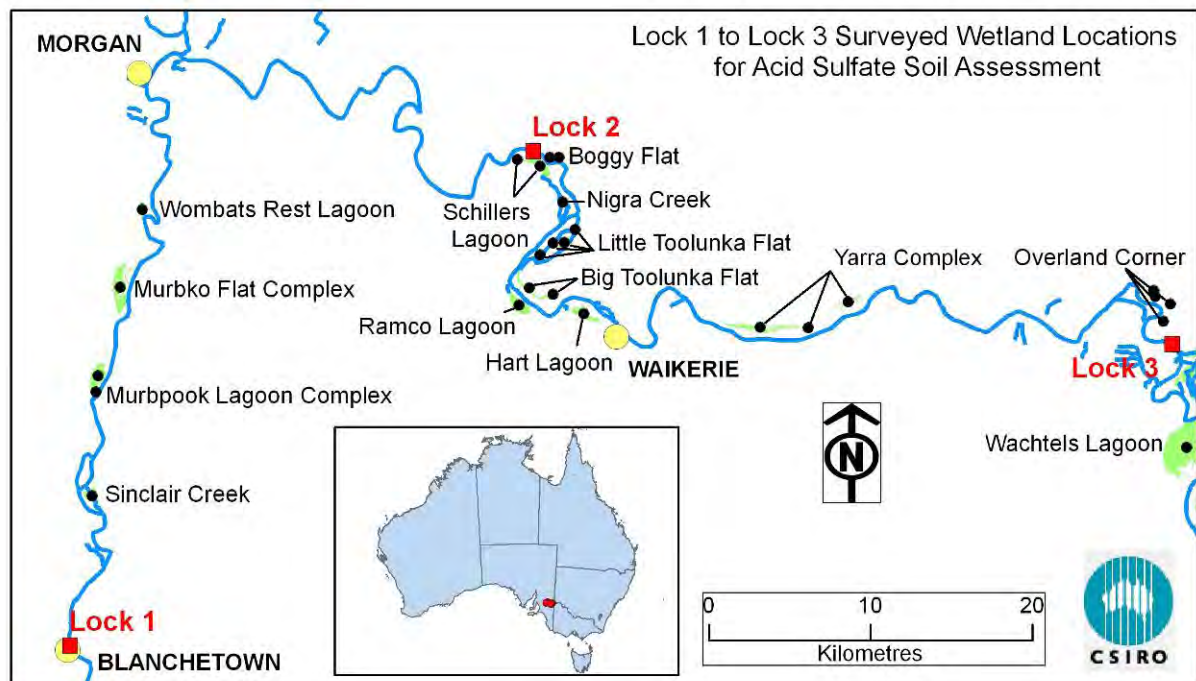 Lock 1 to Lock 3 Surveyed Wetland Locations
for Acid Sulfate Soil Assessment
MORGAN
Lock 2
Boggy Flat
Wombats Rest Lagoon
Schillers
Lagoon
Nigra Creek
Little Toolunka Flat
Yarra Complex
Overland Corner
Murbko Flat Complex
Big Toolunka Flat
Ramco Lagoon
Hart Lagoon
WAIKERIE
Lock 3
Murbpook Lagoon Complex
Wachtels Lagoon
N
Sinclair Creek
Lock 1
BLANCHETOWN
0 10 20
Kilometres
CSIRO